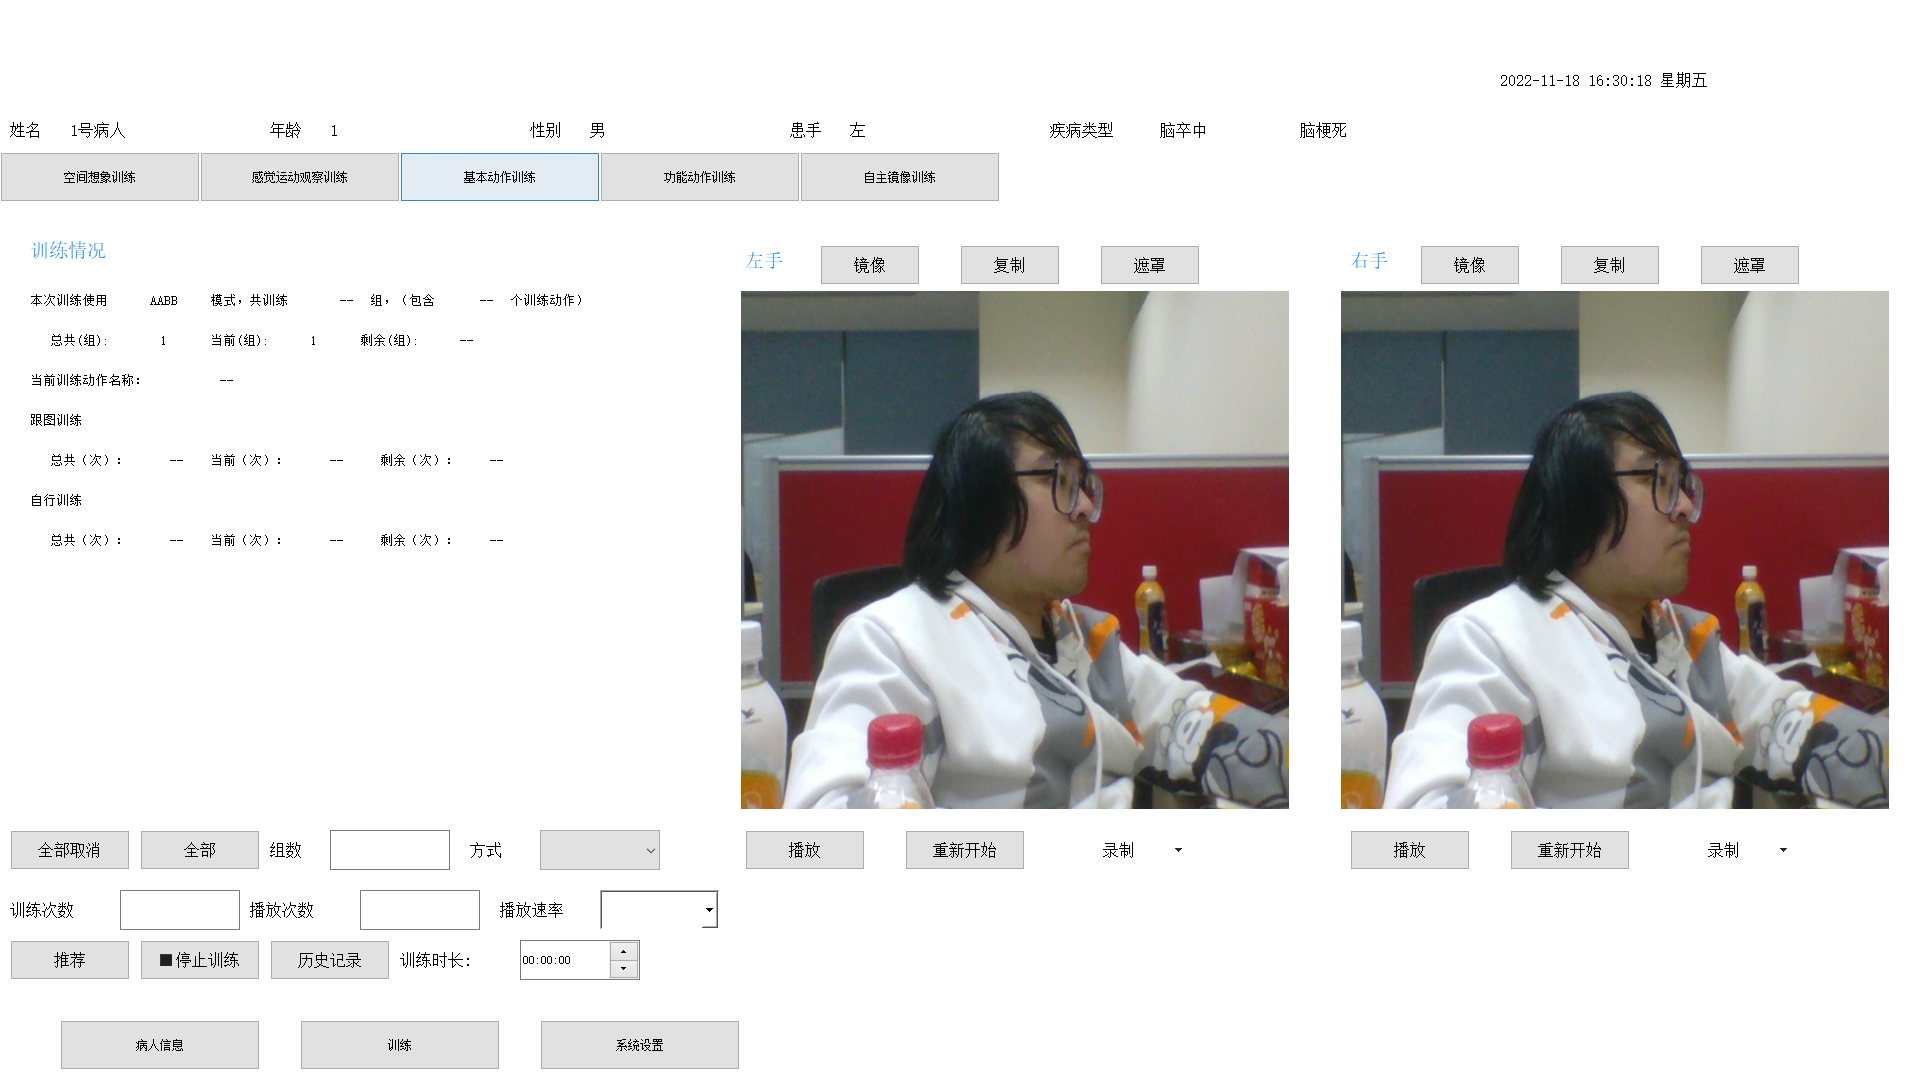 2022-11-18 16:30:18 星期五
姓名 1号病人 年龄 1 性别 男 患手 左 疾病类型 脑卒中 脑梗死
空间想象训练 感觉运动观察训练 基本动作训练 功能动作训练 自主镜像训练
训练情况
本次训练使用 AABB 模式，共训练 -- 组，（包含 -- 个训练动作）
总共(组): 1 当前(组): 1 剩余(组): --
当前训练动作名称: --
跟图训练
总共（次）: -- 当前（次）: -- 剩余（次）: --
自行训练
总共（次）: -- 当前（次）: -- 剩余（次）: --
左手 镜像 复制 遮罩
右手 镜像 复制 遮罩
全部取消 全部 组数 方式
播放 重新开始 录制
播放 重新开始 录制
训练次数 播放次数 播放速率
推荐 停止训练 历史记录 训练时长: 00:00:00
病人信息 训练 系统设置